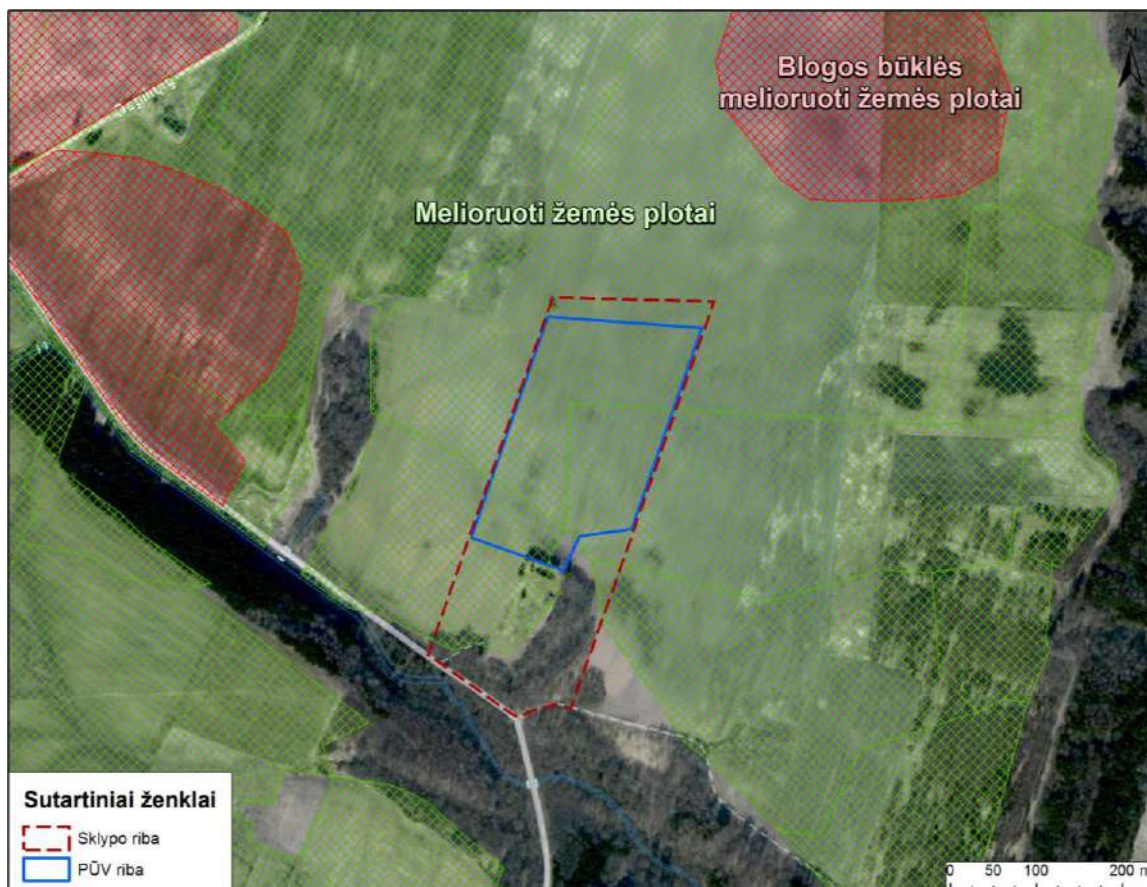 N
Blogos būklės
melioruoti žemės plotai
Melioruoti žemės plotai
Sutartiniai ženklai
Sklypo riba
PŪV riba
0 50 100 200 m